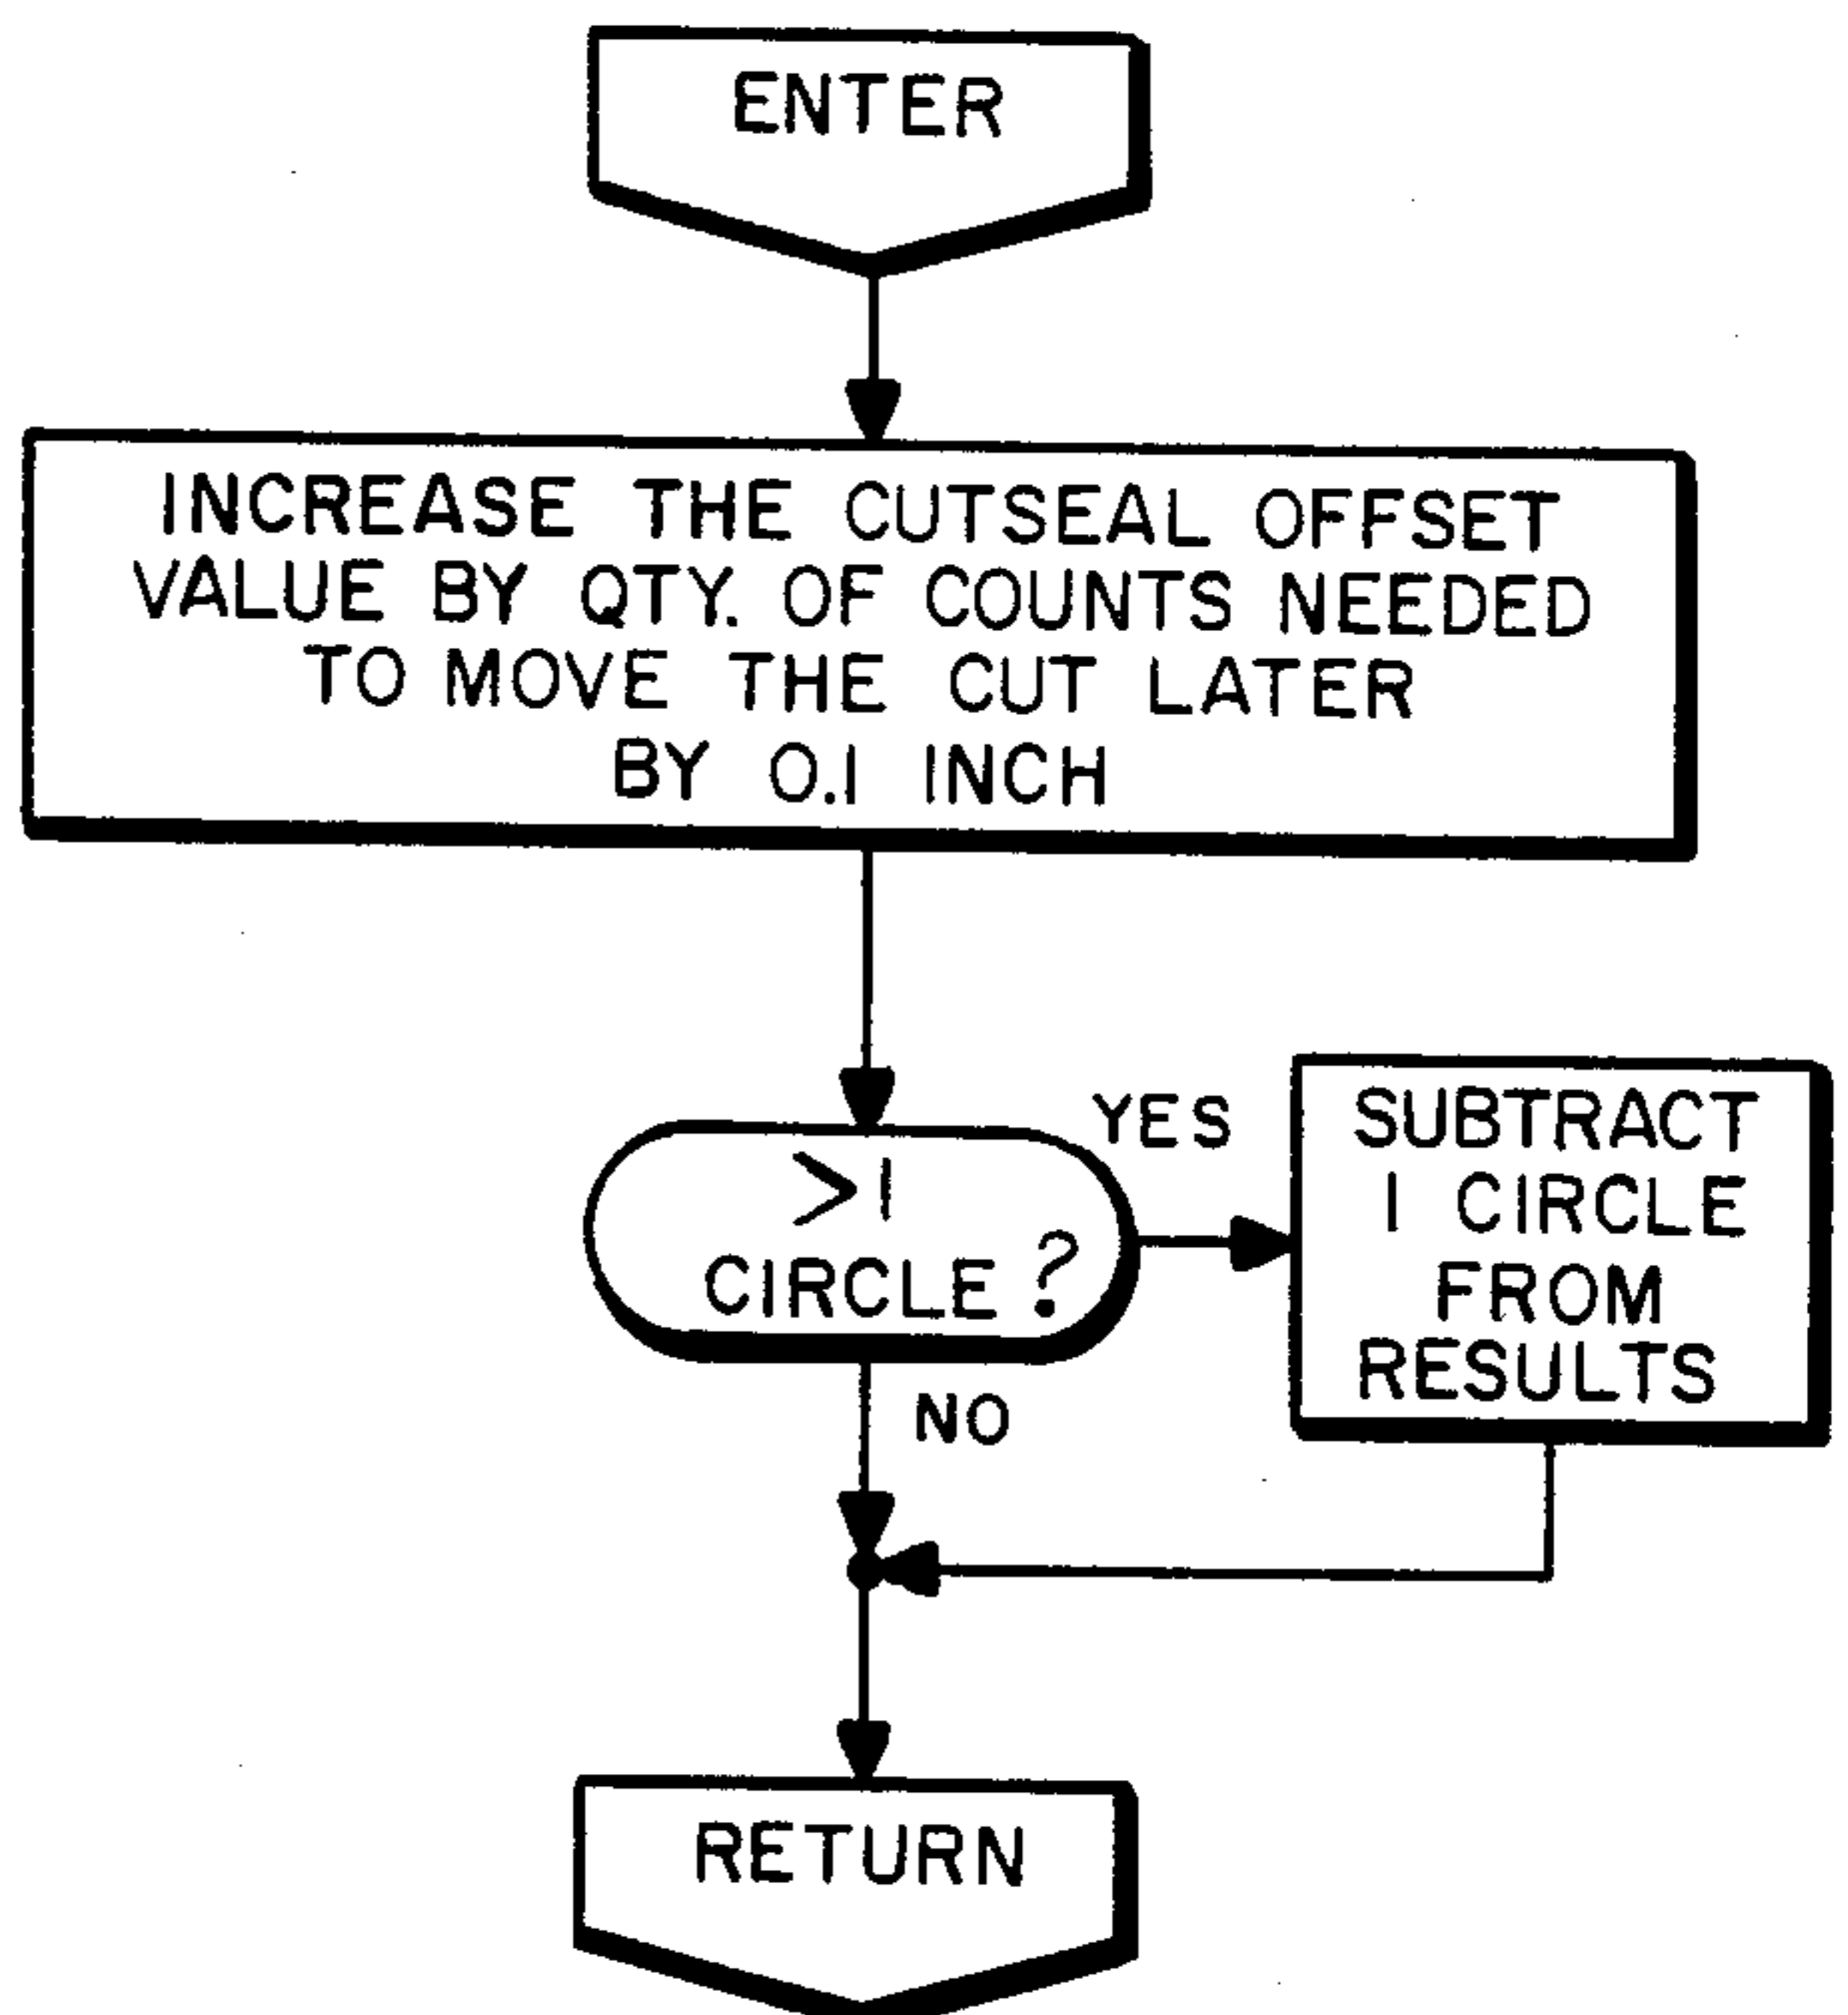 ENTER
INCREASE THE CUTSEAL OFFSET
VALUE BY QTY. OF COUNTS NEEDED
TO MOVE THE CUT LATER
BY 0.1 INCH
>1
CIRCLE ?
YES
SUBTRACT
1 CIRCLE
FROM
RESULTS
NO
RETURN